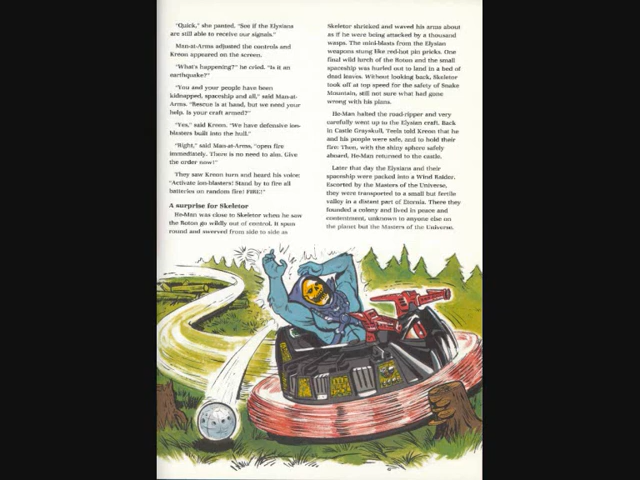 "Quick," she panted. "See if the Elysians
are still able to receive our signals."
Man-at-Arms adjusted the controls and
Kreon appeared on the screen.
"What's happening?" he cried. "Is it an
earthquake?"
"You and your people have been
kidnapped, spaceship and all," said Man-at-
Arms. "Rescue is at hand, but we need your
help. Is your craft armed?"
"Yes," said Kreon. "We have defensive ion-
blasters built into the hull."
"Right," said Man-at-Arms, "open fire
immediately. There is no need to aim. Give
the order now!"
They saw Kreon turn and heard his voice:
"Activate ion-blasters! Stand by to fire all
batteries on random fire! FIRE!"
A surprise for Skeletor
He-Man was close to Skeletor when he saw
the Roton go wildly out of control. It spun
round and swerved from side to side as
Skeletor shrieked and waved his arms about
as if he were being attacked by a thousand
wasps. The mini-blasts from the Elysian
weapons stung like red-hot pin pricks. One
final wild lurch of the Roton and the small
spaceship was hurled out to land in a bed of
dead leaves. Without looking back, Skeletor
took off at top speed for the safety of Snake
Mountain, still not sure what had gone
wrong with his plans.
He-Man halted the road-ripper and very
carefully went up to the Elysian craft. Back
in Castle Grayskull, Teela told Kreon that he
and his people were safe, and to hold their
fire. Then, with the shiny sphere safely
aboard, He-Man returned to the castle.
Later that day the Elysians and their
spaceship were packed into a Wind Raider.
Escorted by the Masters of the Universe,
they were transported to a small but fertile
valley in a distant part of Eternia. There they
founded a colony and lived in peace and
contentment, unknown to anyone else on
the planet but the Masters of the Universe.